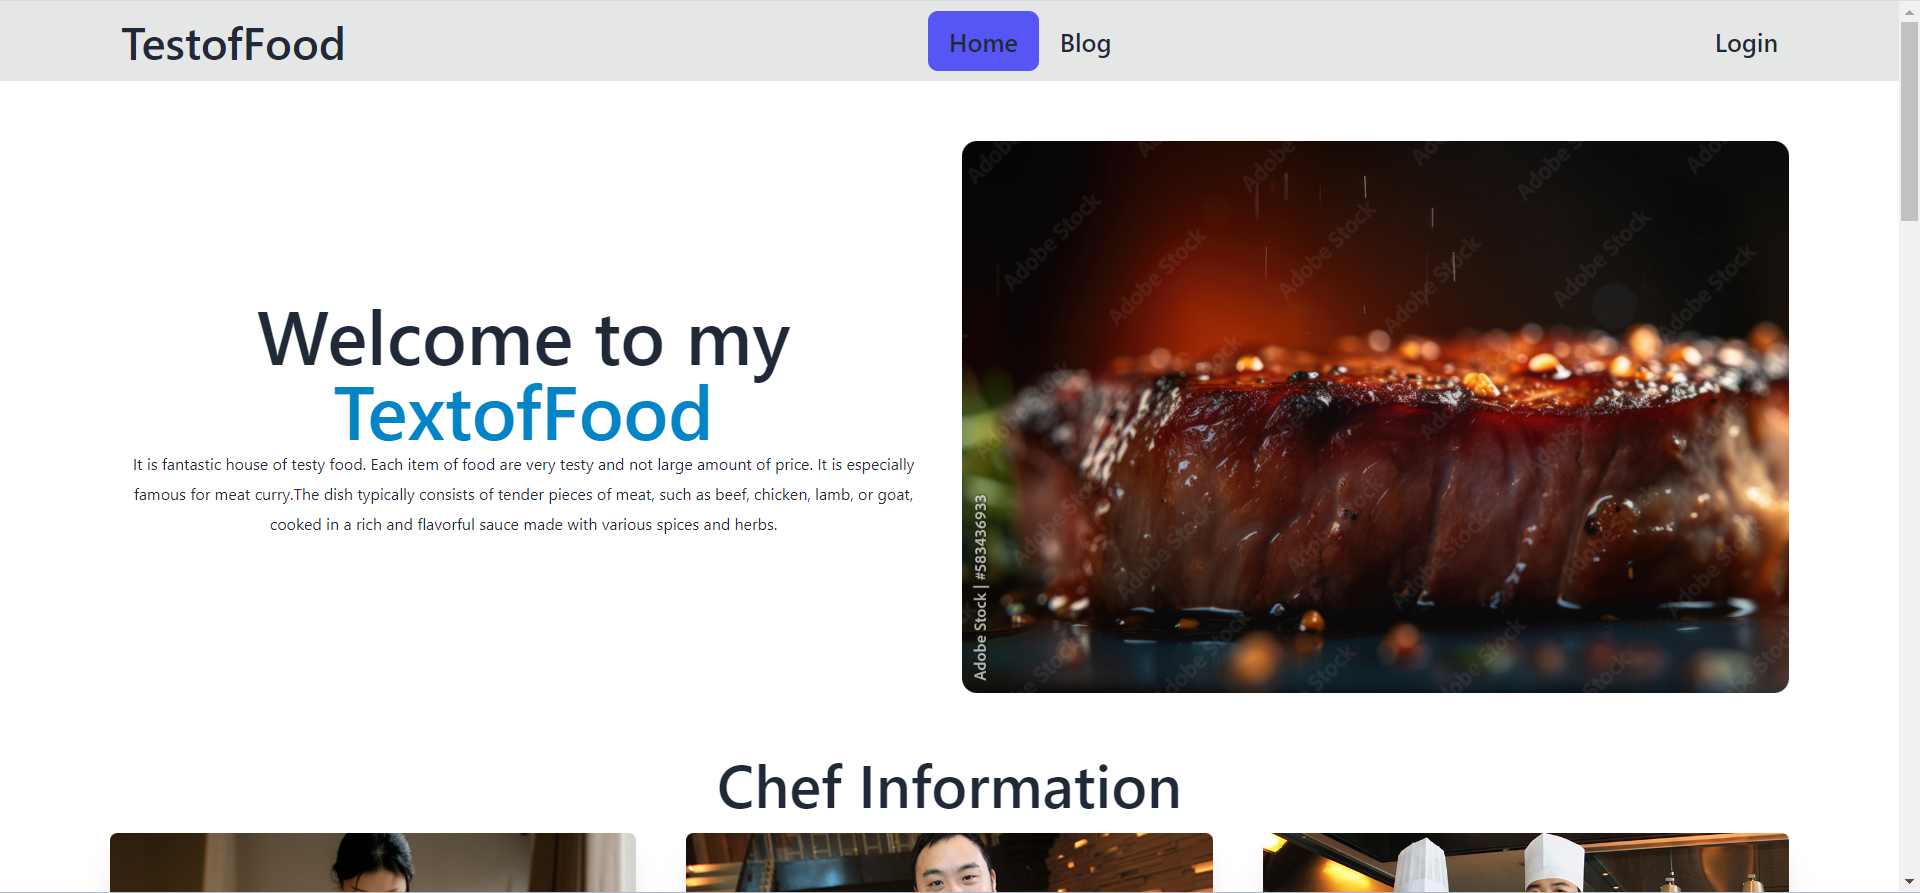 TestofFood
Home
Blog
Login
Welcome to my
TextofFood
It is fantastic house of testy food. Each item of food are very testy and not large amount of price. It is especially
famous for meat curry.The dish typically consists of tender pieces of meat, such as beef, chicken, lamb, or goat,
cooked in a rich and flavorful sauce made with various spices and herbs.
Adobe Stock
Adobe Stock | #583436933
Chef Information